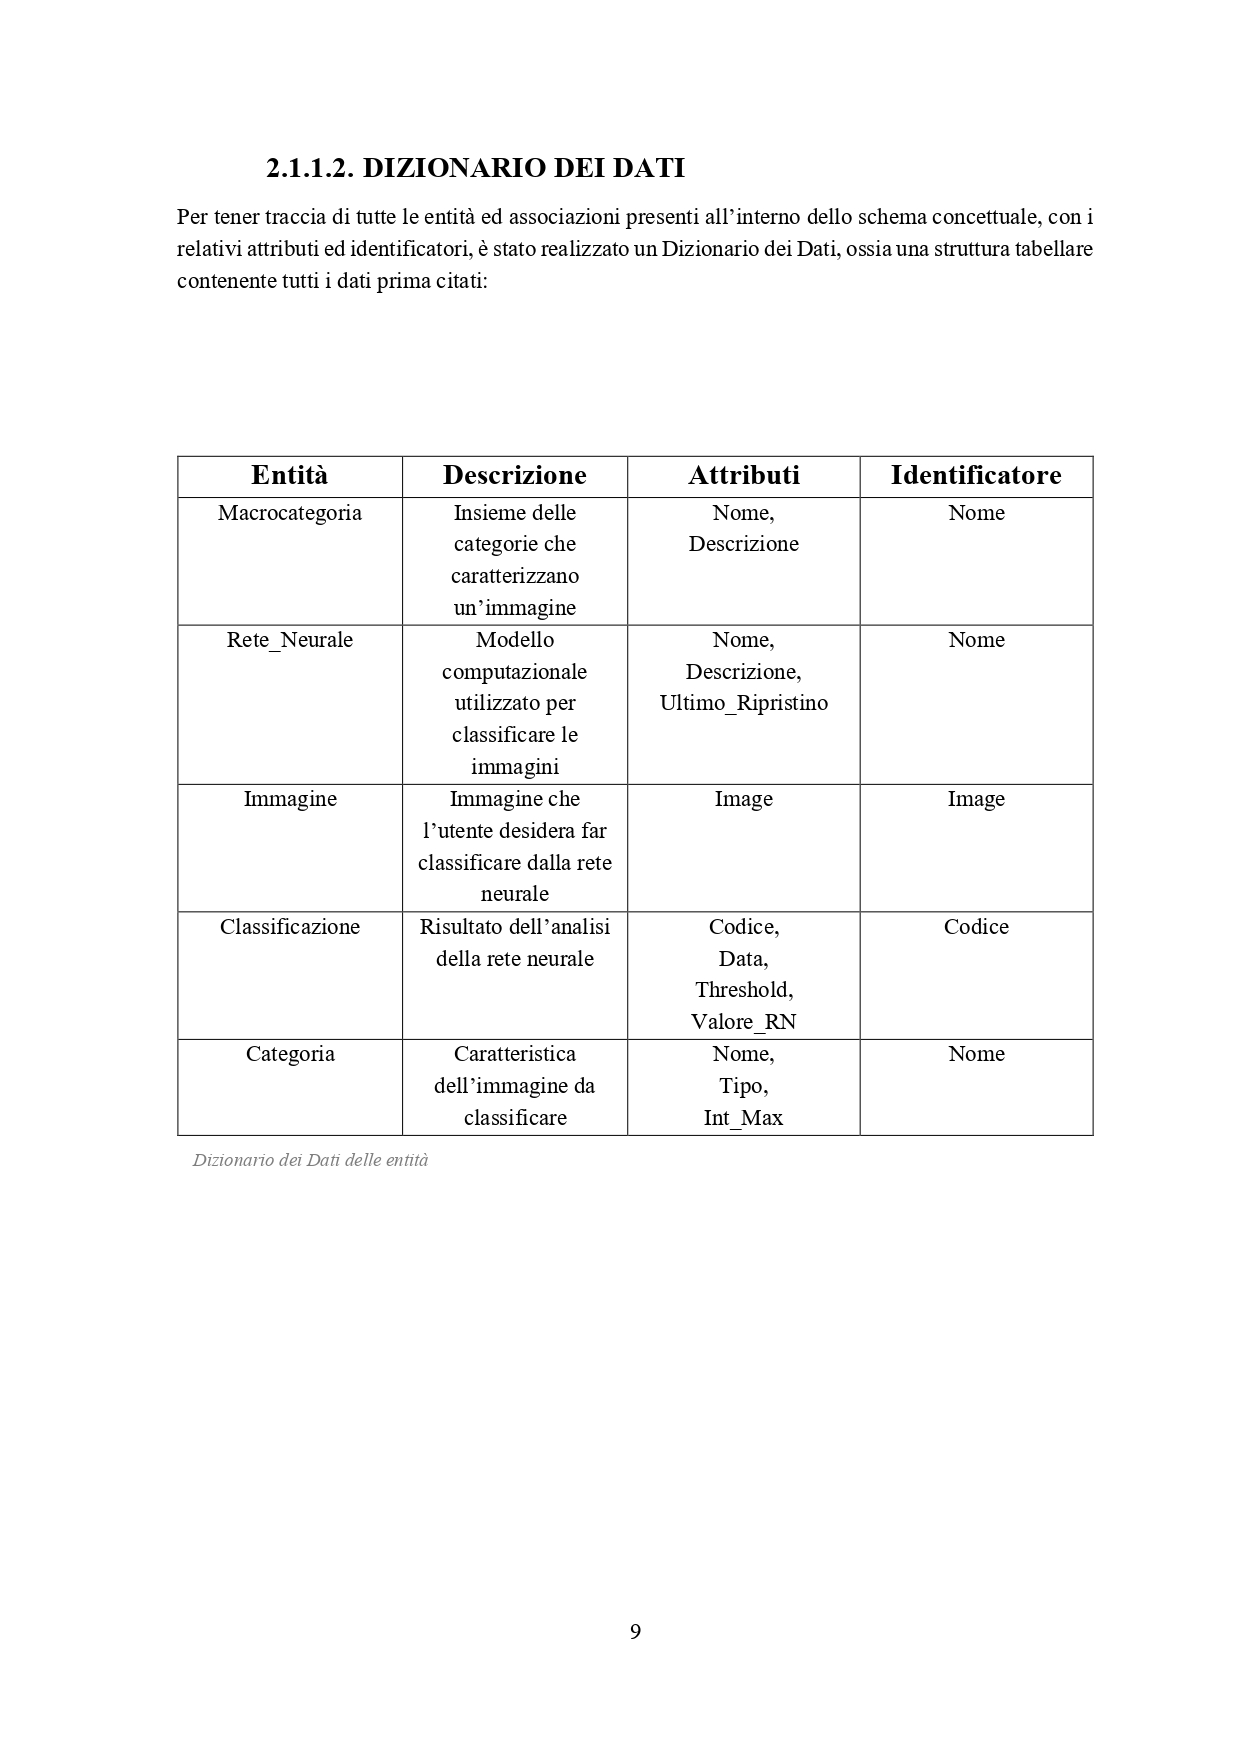 2.1.1.2. DIZIONARIO DEI DATI
Per tener traccia di tutte le entità ed associazioni presenti all’interno dello schema concettuale, con i
relativi attributi ed identificatori, è stato realizzato un Dizionario dei Dati, ossia una struttura tabellare
contenente tutti i dati prima citati:
Entità Descrizione Attributi Identificatore
Macrocategoria Insieme delle Nome, Nome
categorie che Descrizione
caratterizzano
un’immagine
Rete_Neurale Modello Nome, Nome
computazionale Descrizione,
utilizzato per Ultimo_Ripristino
classificare le
immagini
Immagine Immagine che Image Image
l’utente desidera far
classificare dalla rete
neurale
Classificazione Risultato dell’analisi Codice, Codice
della rete neurale Data,
Threshold,
Valore_RN
Categoria Caratteristica Nome, Nome
dell’immagine da Tipo,
classificare Int_Max
Dizionario dei Dati delle entità
9